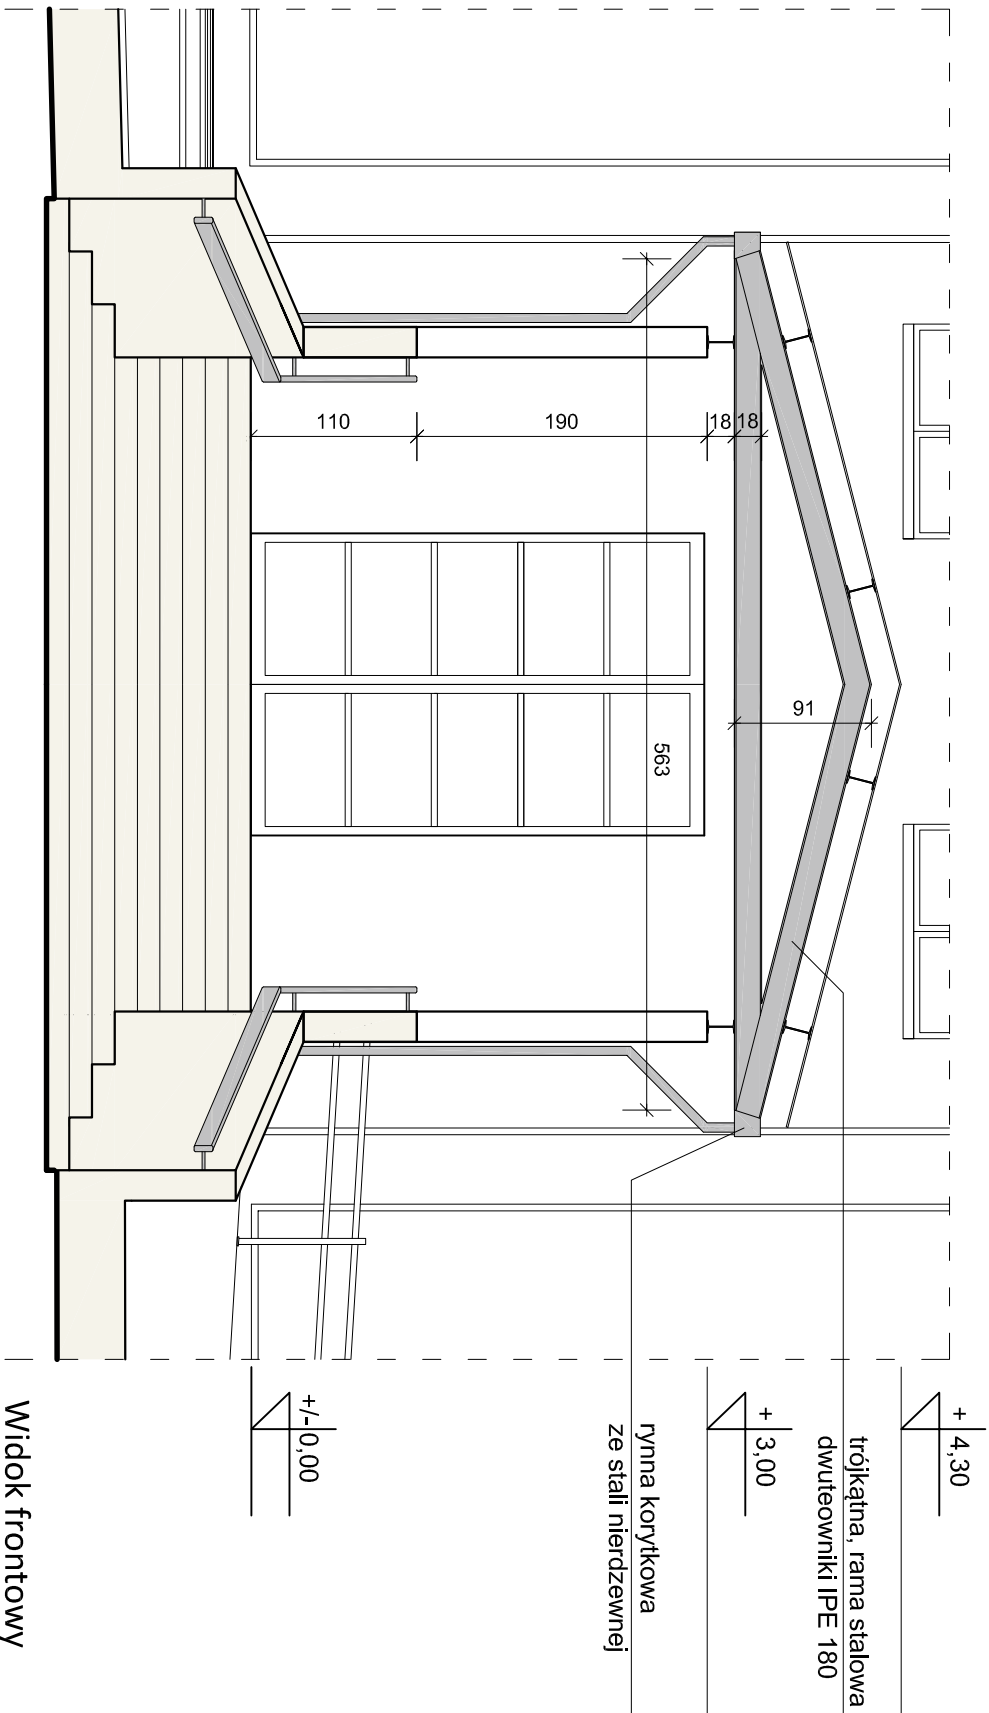 + 4,30
trójkątna, rama stalowa
dwuteowniki IPE 180
+ 3,00
rynna korytkowa
ze stali nierdzewnej
+/-0,00
110
190
18
18
91
563
Widok frontowy